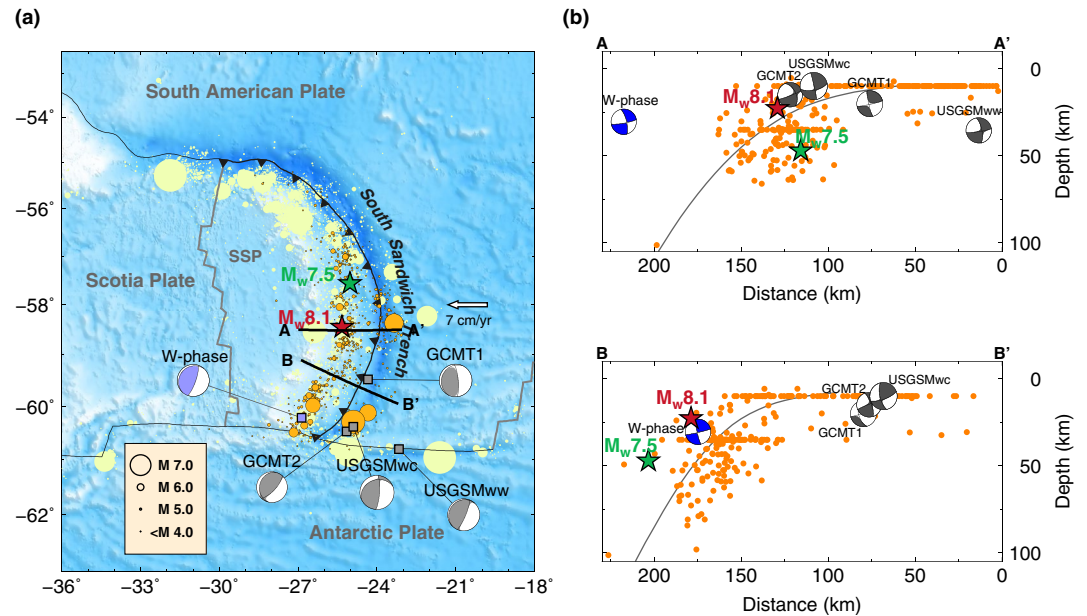 (a)
South American Plate
−54
−56
−58
−60
−62
SSP
Scotia Plate
South Sandwich Trench
Mw7.5
Mw8.1
A
A’
7 cm/yr
B
B’
W-phase
GCMT1
GCMT2
USGSMwc
USGSMww
Antarctic Plate
M 7.0
M 6.0
M 5.0
<M 4.0
−36
−33
−30
−27
−24
−21
−18
(b)
A
A’
USGSMwc
GCMT2
GCMT1
Mw8.1
W-phase
USGSMww
Mw7.5
0
50
100
Depth (km)
200
150
100
50
0
Distance (km)
B
B’
USGSMwc
GCMT2
Mw8.1
W-phase
GCMT1
Mw7.5
0
50
100
Depth (km)
200
150
100
50
0
Distance (km)